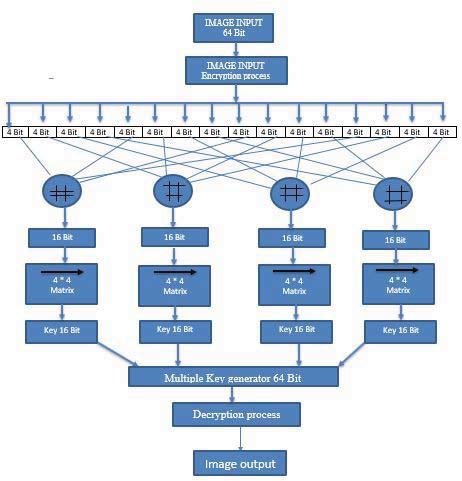 IMAGE INPUT
64 Bit
IMAGE INPUT
Encryption process
4 Bit 4 Bit 4 Bit 4 Bit 4 Bit 4 Bit 4 Bit 4 Bit 4 Bit 4 Bit 4 Bit 4 Bit 4 Bit 4 Bit 4 Bit 4 Bit
16 Bit 16 Bit 16 Bit 16 Bit
4 * 4 4 * 4 4 * 4 4 * 4
Matrix Matrix Matrix Matrix
Key 16 Bit Key 16 Bit Key 16 Bit Key 16 Bit
Multiple Key generator 64 Bit
Decryption process
Image output